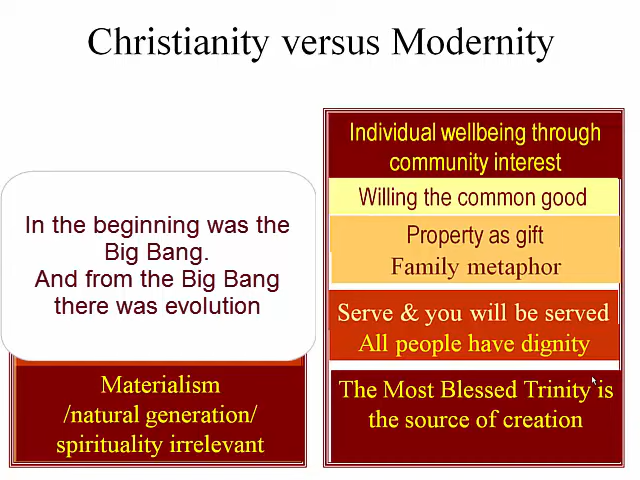 Christianity versus Modernity
In the beginning was the
Big Bang.
And from the Big Bang
there was evolution
Materialism
/natural generation/
spirituality irrelevant
Individual wellbeing through
community interest
Willing the common good
Property as gift
Family metaphor
Serve & you will be served
All people have dignity
The Most Blessed Trinity is
the source of creation